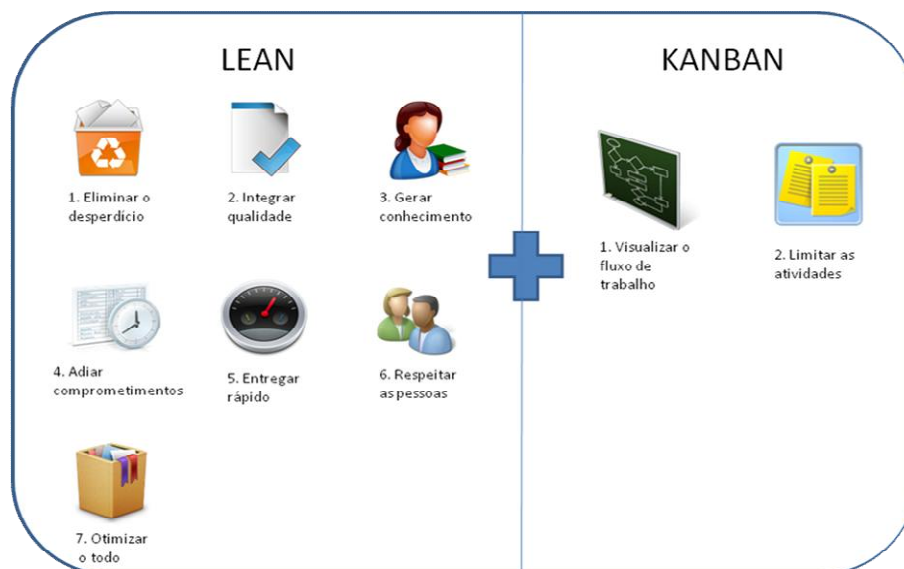 LEAN
1. Eliminar o
desperdício
2. Integrar
qualidade
3. Gerar
conhecimento
4. Adiar
comprometimentos
5. Entregar
rápido
6. Respeitar
as pessoas
7. Otimizar
o todo
KANBAN
1. Visualizar o
fluxo de
trabalho
2. Limitar as
atividades